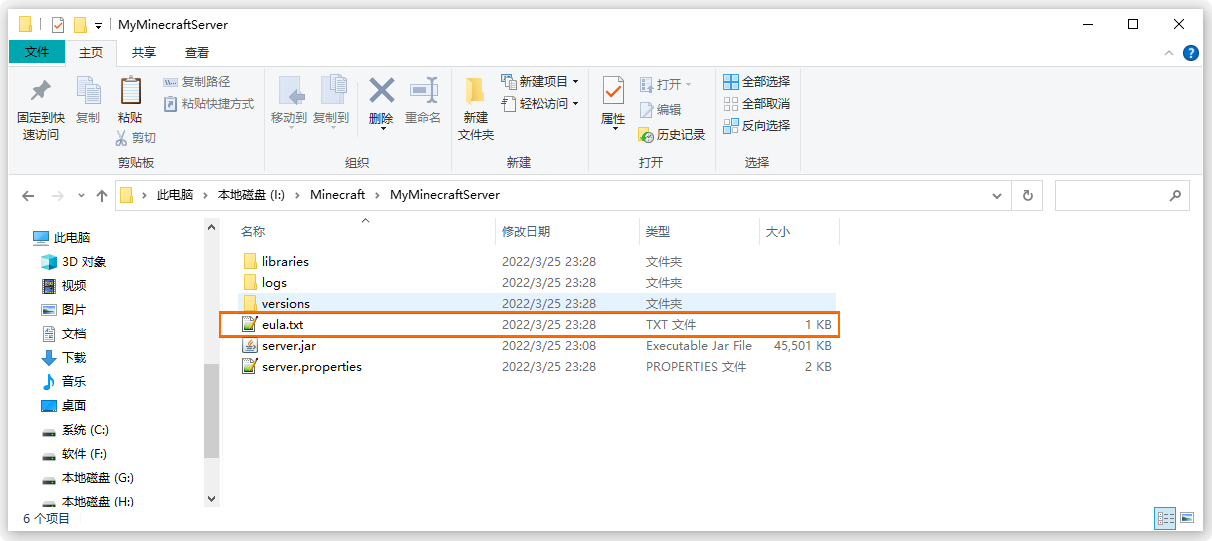 MyMinecraftServer
文件 主页 共享 查看
固定到快速访问
复制
粘贴
复制路径
粘贴快捷方式
剪切
剪贴板
移动到
复制到
删除
重命名
组织
新建文件夹
新建项目
轻松访问
新建
属性
打开
编辑
历史记录
打开
全部选择
全部取消
反向选择
选择
此电脑 本地磁盘 (I:) Minecraft MyMinecraftServer
此电脑
3D 对象
视频
图片
文档
下载
音乐
桌面
系统 (C:)
软件 (F:)
本地磁盘 (G:)
本地磁盘 (H:)
名称 修改日期 类型 大小
libraries 2022/3/25 23:28 文件夹
logs 2022/3/25 23:28 文件夹
versions 2022/3/25 23:28 文件夹
eula.txt 2022/3/25 23:28 TXT 文件 1 KB
server.jar 2022/3/25 23:08 Executable Jar File 45,501 KB
server.properties 2022/3/25 23:28 PROPERTIES 文件 2 KB
6 个项目